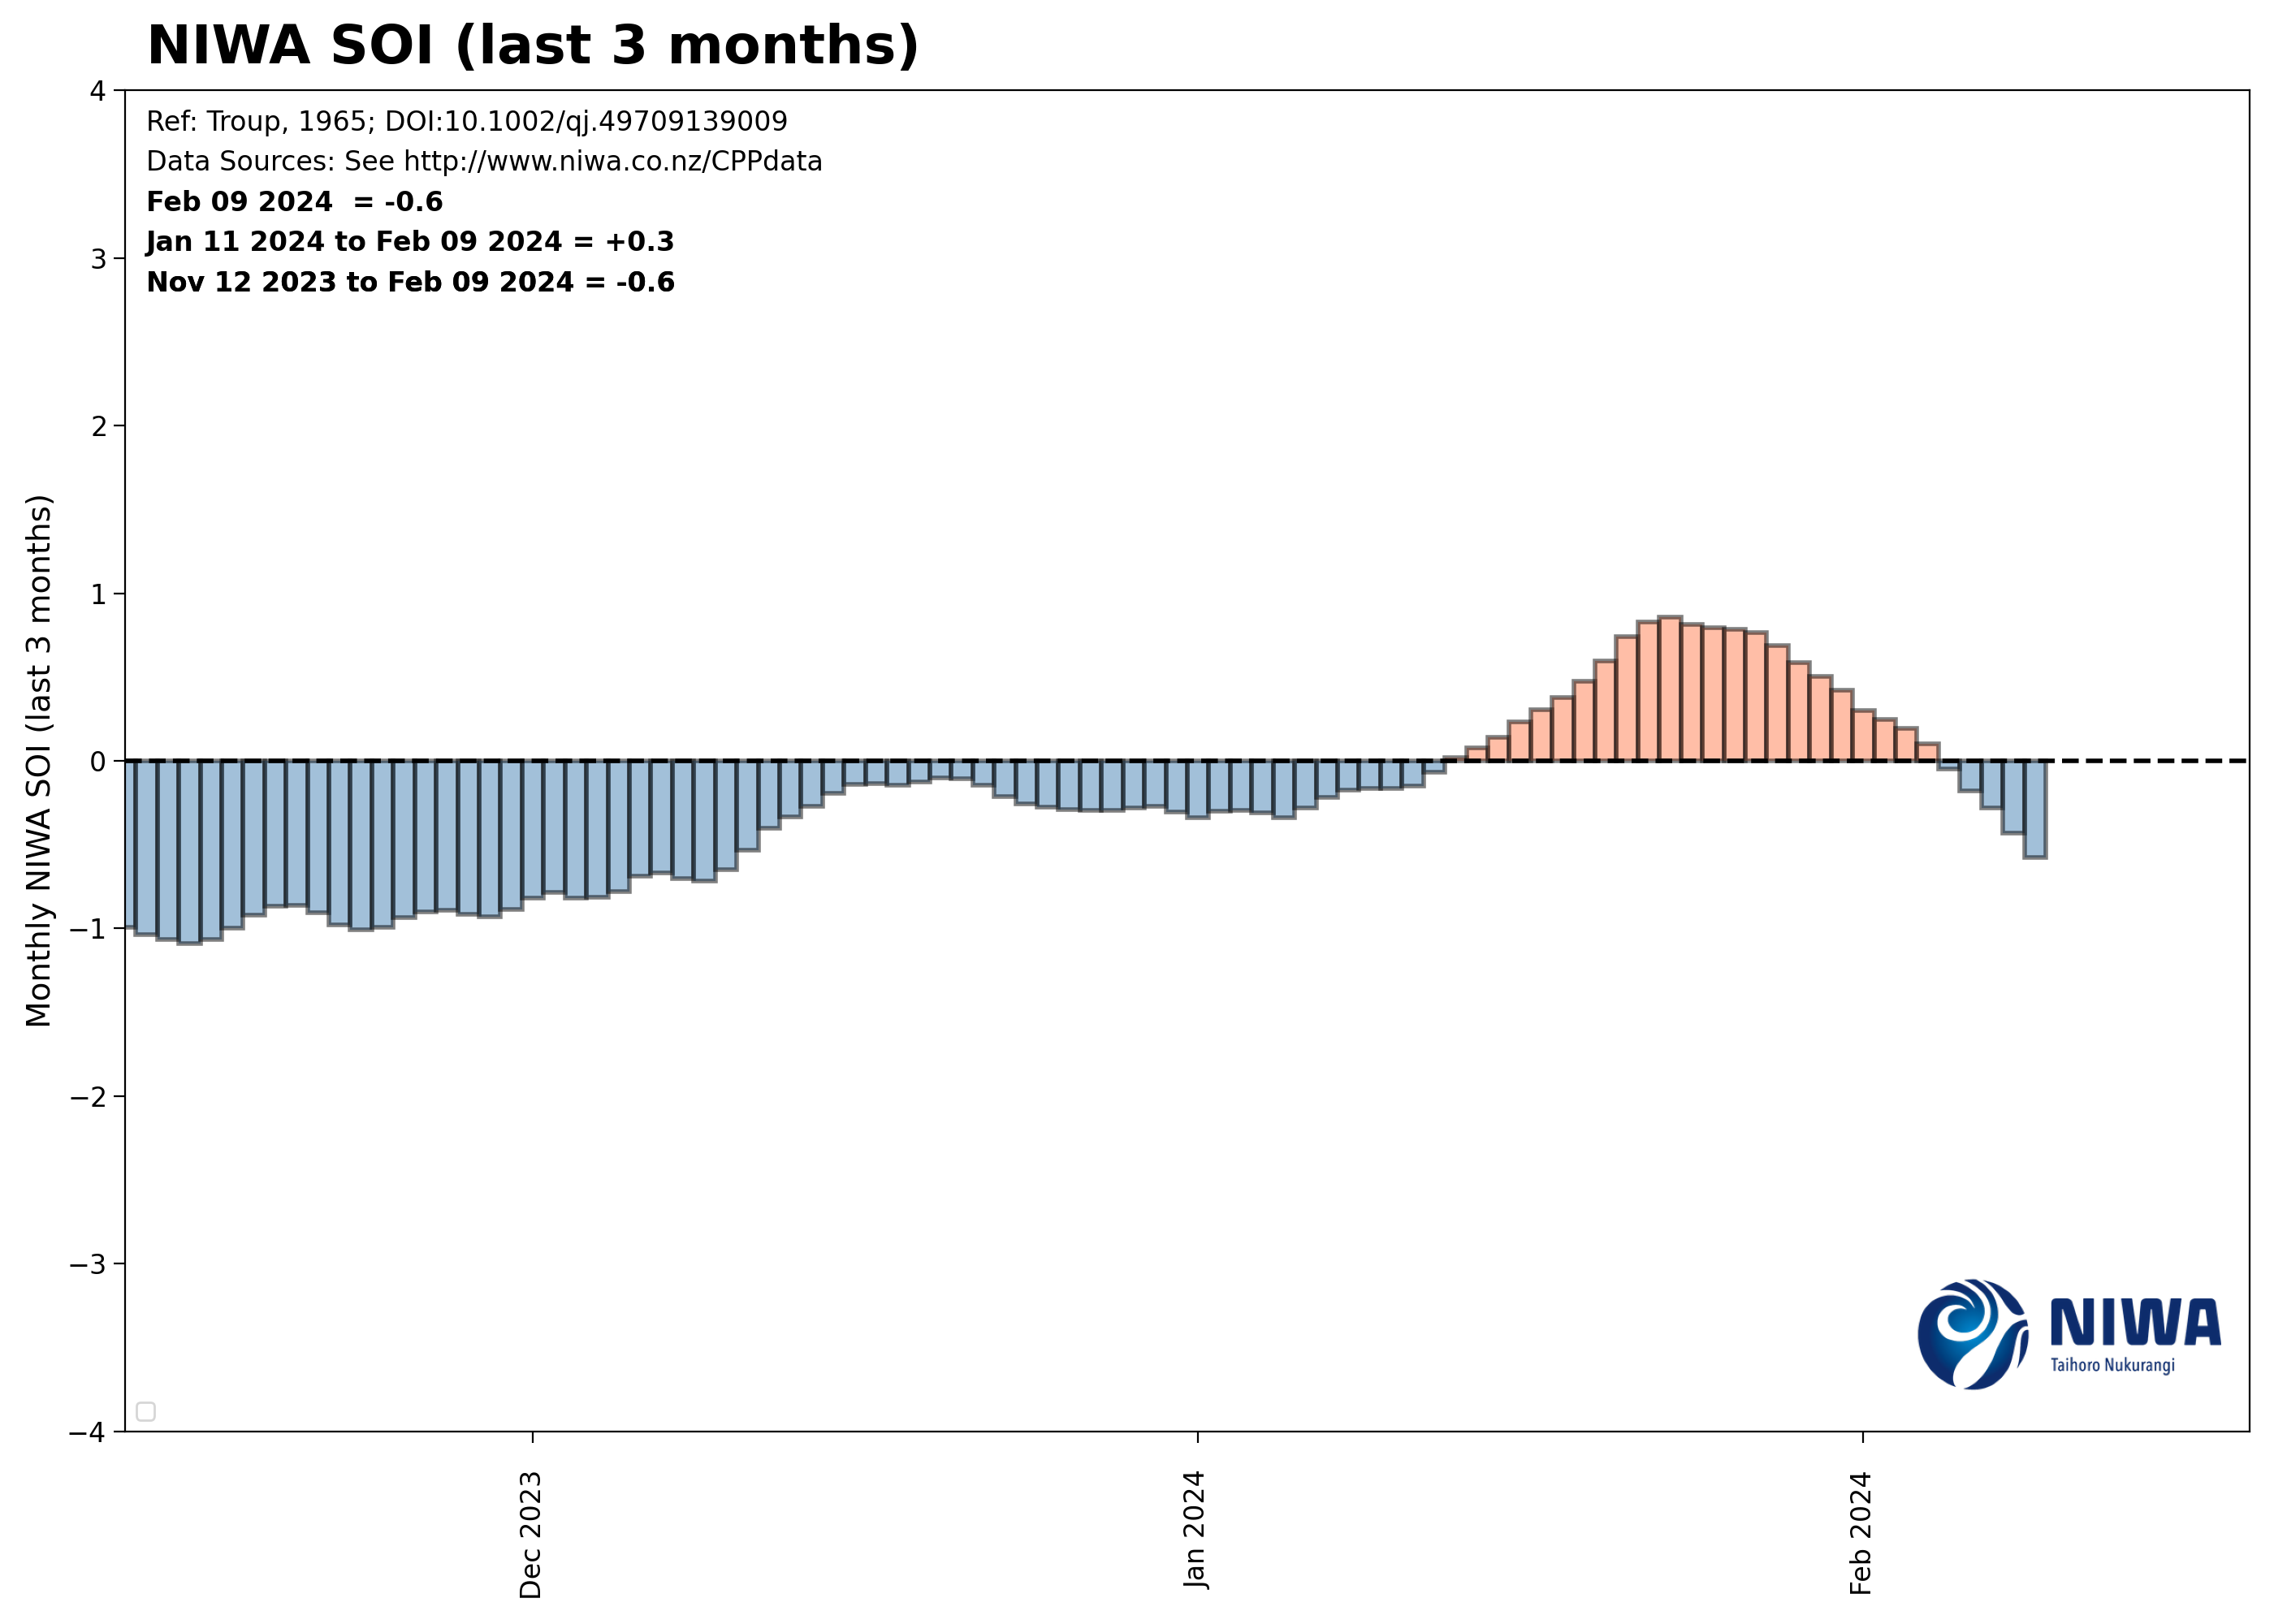 NIWA SOI (last 3 months)
Ref: Troup, 1965; DOI:10.1002/qj.49709139009
Data Sources: See http://www.niwa.co.nz/CPPdata
Feb 09 2024  = -0.6
Jan 11 2024 to Feb 09 2024 = +0.3
Nov 12 2023 to Feb 09 2024 = -0.6
Monthly NIWA SOI (last 3 months)
4
3
2
1
0
−1
−2
−3
−4
Dec 2023
Jan 2024
Feb 2024
NIWA
Taihoro Nukurangi